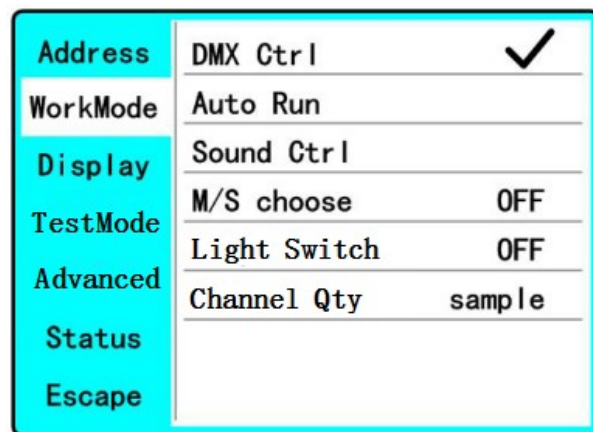 Address
WorkMode
Display
TestMode
Advanced
Status
Escape
DMX Ctrl
Auto Run
Sound Ctrl
M/S choose OFF
Light Switch OFF
Channel Qty sample